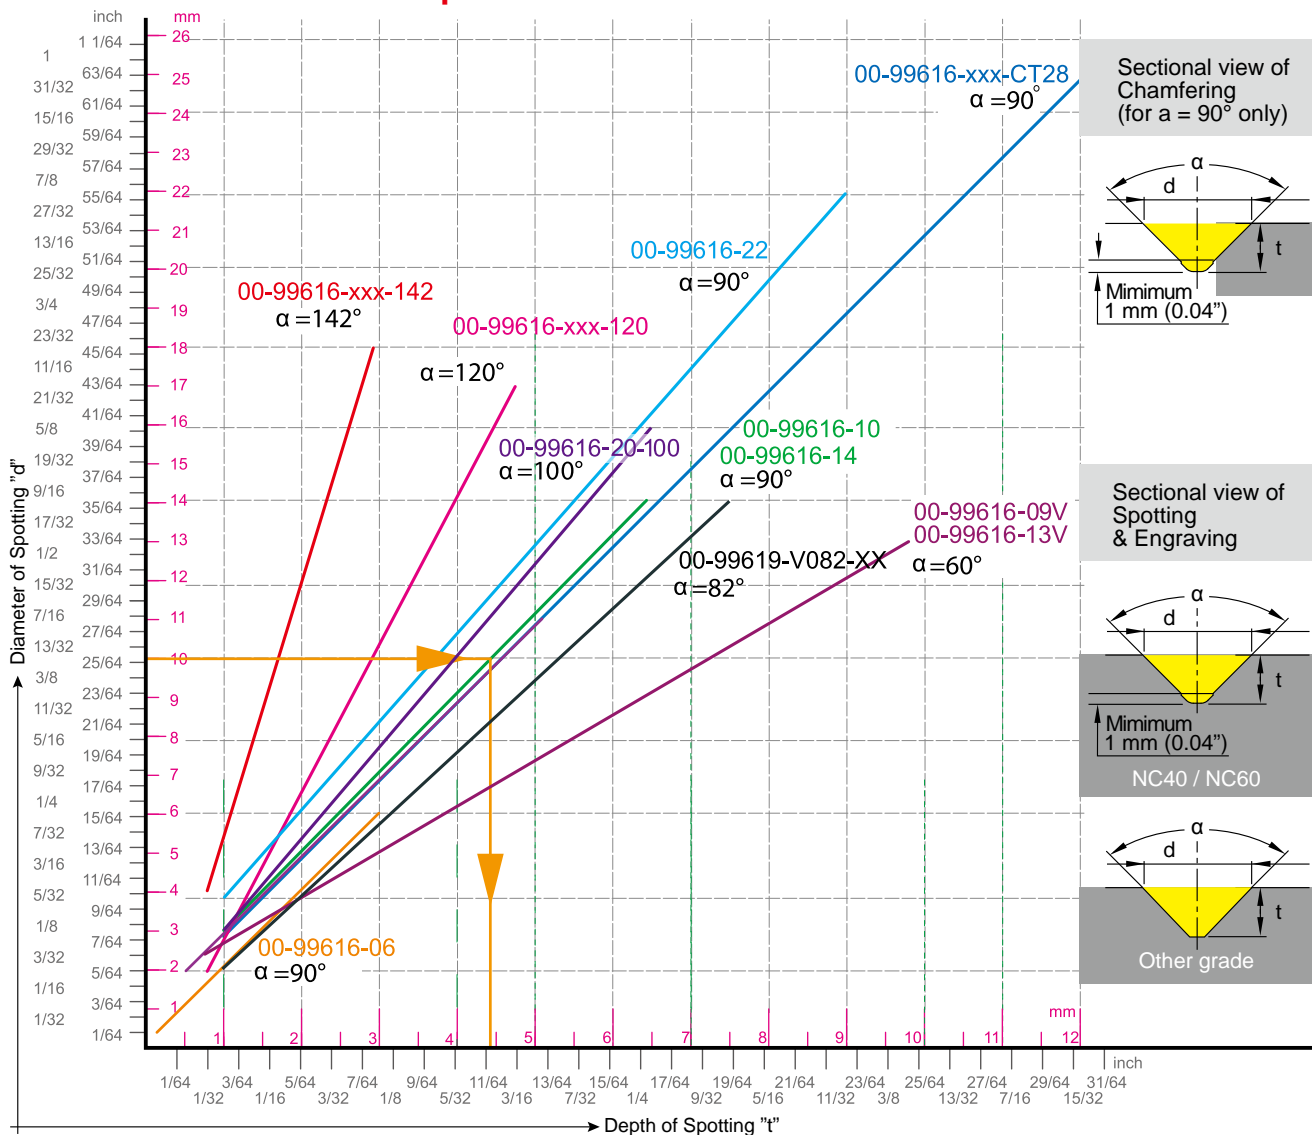 inch
mm
1 1/64
1
63/64
31/32
61/64
15/16
59/64
29/32
57/64
7/8
55/64
27/32
53/64
13/16
51/64
25/32
49/64
3/4
47/64
23/32
45/64
11/16
43/64
21/32
41/64
5/8
39/64
19/32
37/64
9/16
35/64
17/32
33/64
1/2
31/64
15/32
29/64
7/16
27/64
13/32
25/64
3/8
23/64
11/32
21/64
5/16
19/64
9/32
17/64
1/4
15/64
7/32
13/64
3/16
11/64
5/32
9/64
1/8
7/64
3/32
5/64
1/16
3/64
1/32
1/64
26
25
24
23
22
21
20
19
18
17
16
15
14
13
12
11
10
9
8
7
6
5
4
3
2
1
Diameter of Spotting "d"
00-99616-xxx-CT28
α=90°
00-99616-22
α=90°
00-99616-xxx-142
α=142°
00-99616-xxx-120
α=120°
00-99616-20-100
α=100°
00-99616-10
00-99616-14
α=90°
00-99616-09V
00-99616-13V
α=60°
00-99619-V082-XX
α=82°
00-99616-06
α=90°
1 2 3 4 5 6 7 8 9 10 11 12
mm
inch
1/64 3/64 5/64 7/64 9/64 11/64 13/64 15/64 17/64 19/64 21/64 23/64 25/64 27/64 29/64 31/64
1/32 1/16 3/32 1/8 5/32 3/16 7/32 1/4 9/32 5/16 11/32 3/8 13/32 7/16 15/32
Depth of Spotting "t"
Sectional view of
Chamfering
(for a = 90° only)
α
d
t
Mimimum
1 mm (0.04")
Sectional view of
Spotting
& Engraving
α
d
t
Mimimum
1 mm (0.04")
NC40 / NC60
α
d
t
Other grade